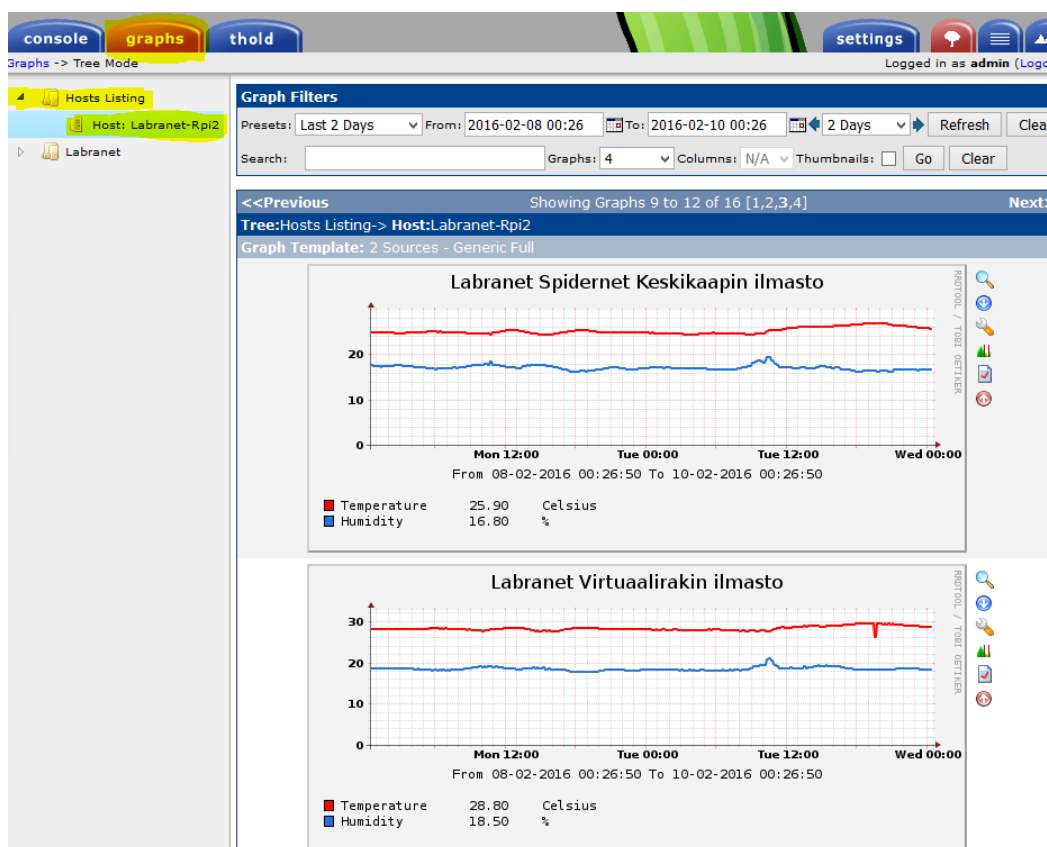 console graphs thold settings
Graphs -> Tree Mode Logged in as admin (Logo
Hosts Listing
Host: Labranet-Rpi2
Labranet
Graph Filters
Presets: Last 2 Days From: 2016-02-08 00:26 To: 2016-02-10 00:26 2 Days Refresh Clea
Search: Graphs: 4 Columns: N/A Thumbnails: Go Clear
<<Previous Showing Graphs 9 to 12 of 16 [1,2,3,4] Next>
Tree:Hosts Listing-> Host:Labranet-Rpi2
Graph Template: 2 Sources - Generic Full
Labranet Spidernet Keskikaapin ilmasto
RRDTOOL / TOBI OETIKER
20
10
0
Mon 12:00 Tue 00:00 Tue 12:00 Wed 00:00
From 08-02-2016 00:26:50 To 10-02-2016 00:26:50
Temperature 25.90 Celsius
Humidity 16.80 %
Labranet Virtuaalirakin ilmasto
RRDTOOL / TOBI OETIKER
30
20
10
0
Mon 12:00 Tue 00:00 Tue 12:00 Wed 00:00
From 08-02-2016 00:26:50 To 10-02-2016 00:26:50
Temperature 28.80 Celsius
Humidity 18.50 %